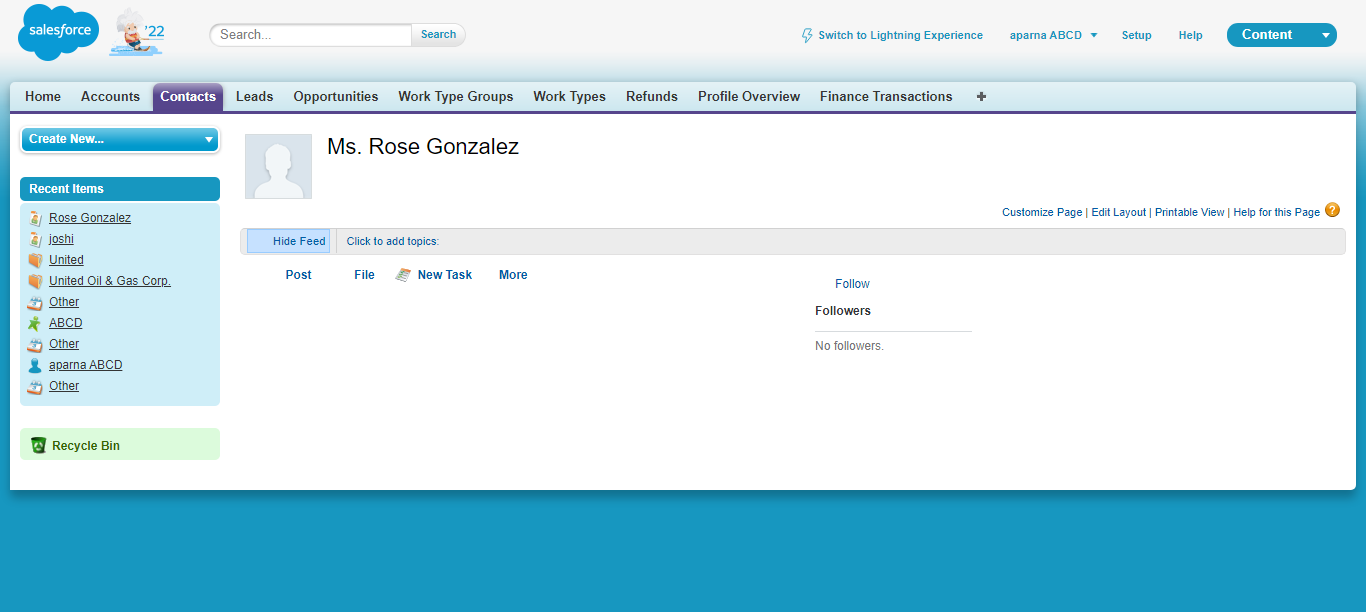 salesforce '22 Search... Search Switch to Lightning Experience aparna ABCD Setup Help Content
Home Accounts Contacts Leads Opportunities Work Type Groups Work Types Refunds Profile Overview Finance Transactions
Create New...
Recent Items
Rose Gonzalez
joshi
United
United Oil & Gas Corp.
Other
ABCD
Other
aparna ABCD
Other
Recycle Bin
Ms. Rose Gonzalez
Customize Page | Edit Layout | Printable View | Help for this Page ?
Hide Feed Click to add topics:
Post File New Task More
Follow
Followers
No followers.